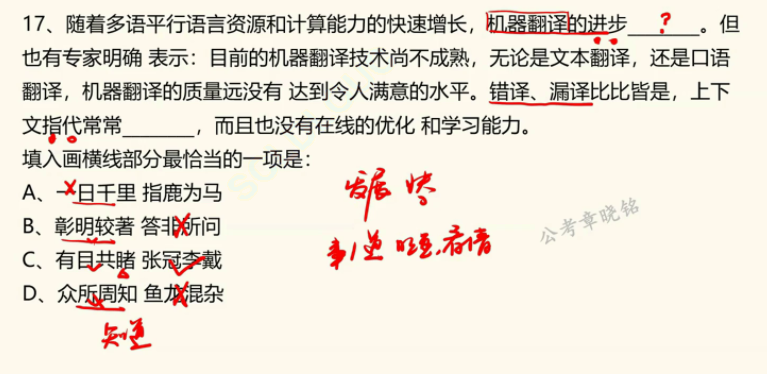 17、随着多语平行语言资源和计算能力的快速增长，机器翻译的进步 ? 。但
也有专家明确 表示：目前的机器翻译技术尚不成熟，无论是文本翻译，还是口语
翻译，机器翻译的质量远没有 达到令人满意的水平。错译、漏译比比皆是，上下
文指代常常________，而且也没有在线的优化 和学习能力。
填入画横线部分最恰当的一项是：
A、一日千里 指鹿为马
B、彰明较著 答非所问
C、有目共睹 张冠李戴
D、众所周知 鱼龙混杂
发展 快
事/道 明显,看清
知道
公考章晓铭